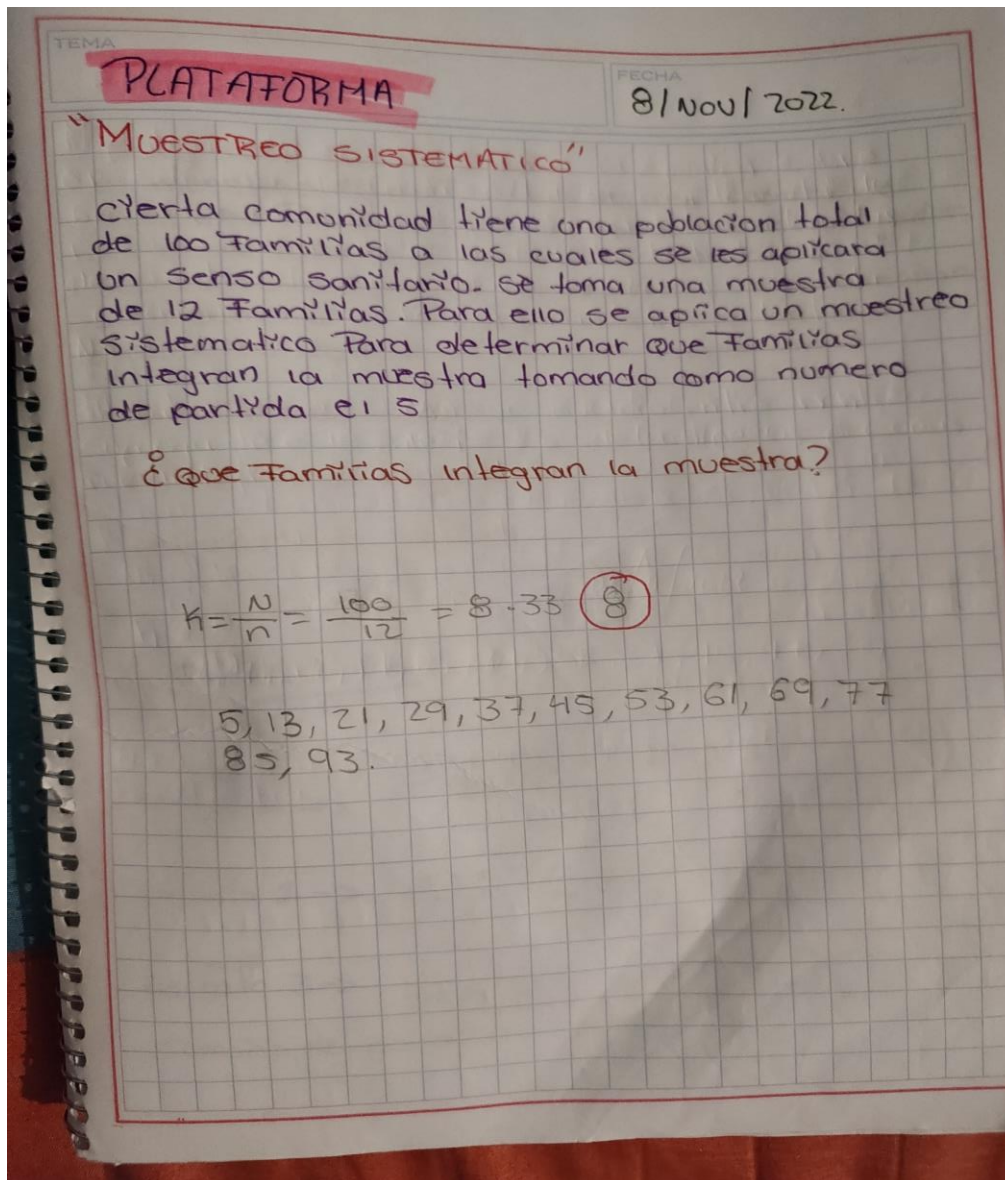 TEMA
PLATAFORMA
FECHA
8/NOV/2022.
"MUESTREO SISTEMATICO"
cierta comunidad tiene una poblacion total
de 100 Familias a las cuales se les aplicara
un senso sanitario. se toma una muestra
de 12 Familias. Para ello se aplica un muestreo
sistematico Para determinar que Familias
integran la muestra tomando como numero
de partida el 5
¿Que Familias integran la muestra?
K = N/n = 100/12 = 8.33 8
5, 13, 21, 29, 37, 45, 53, 61, 69, 77
85, 93.